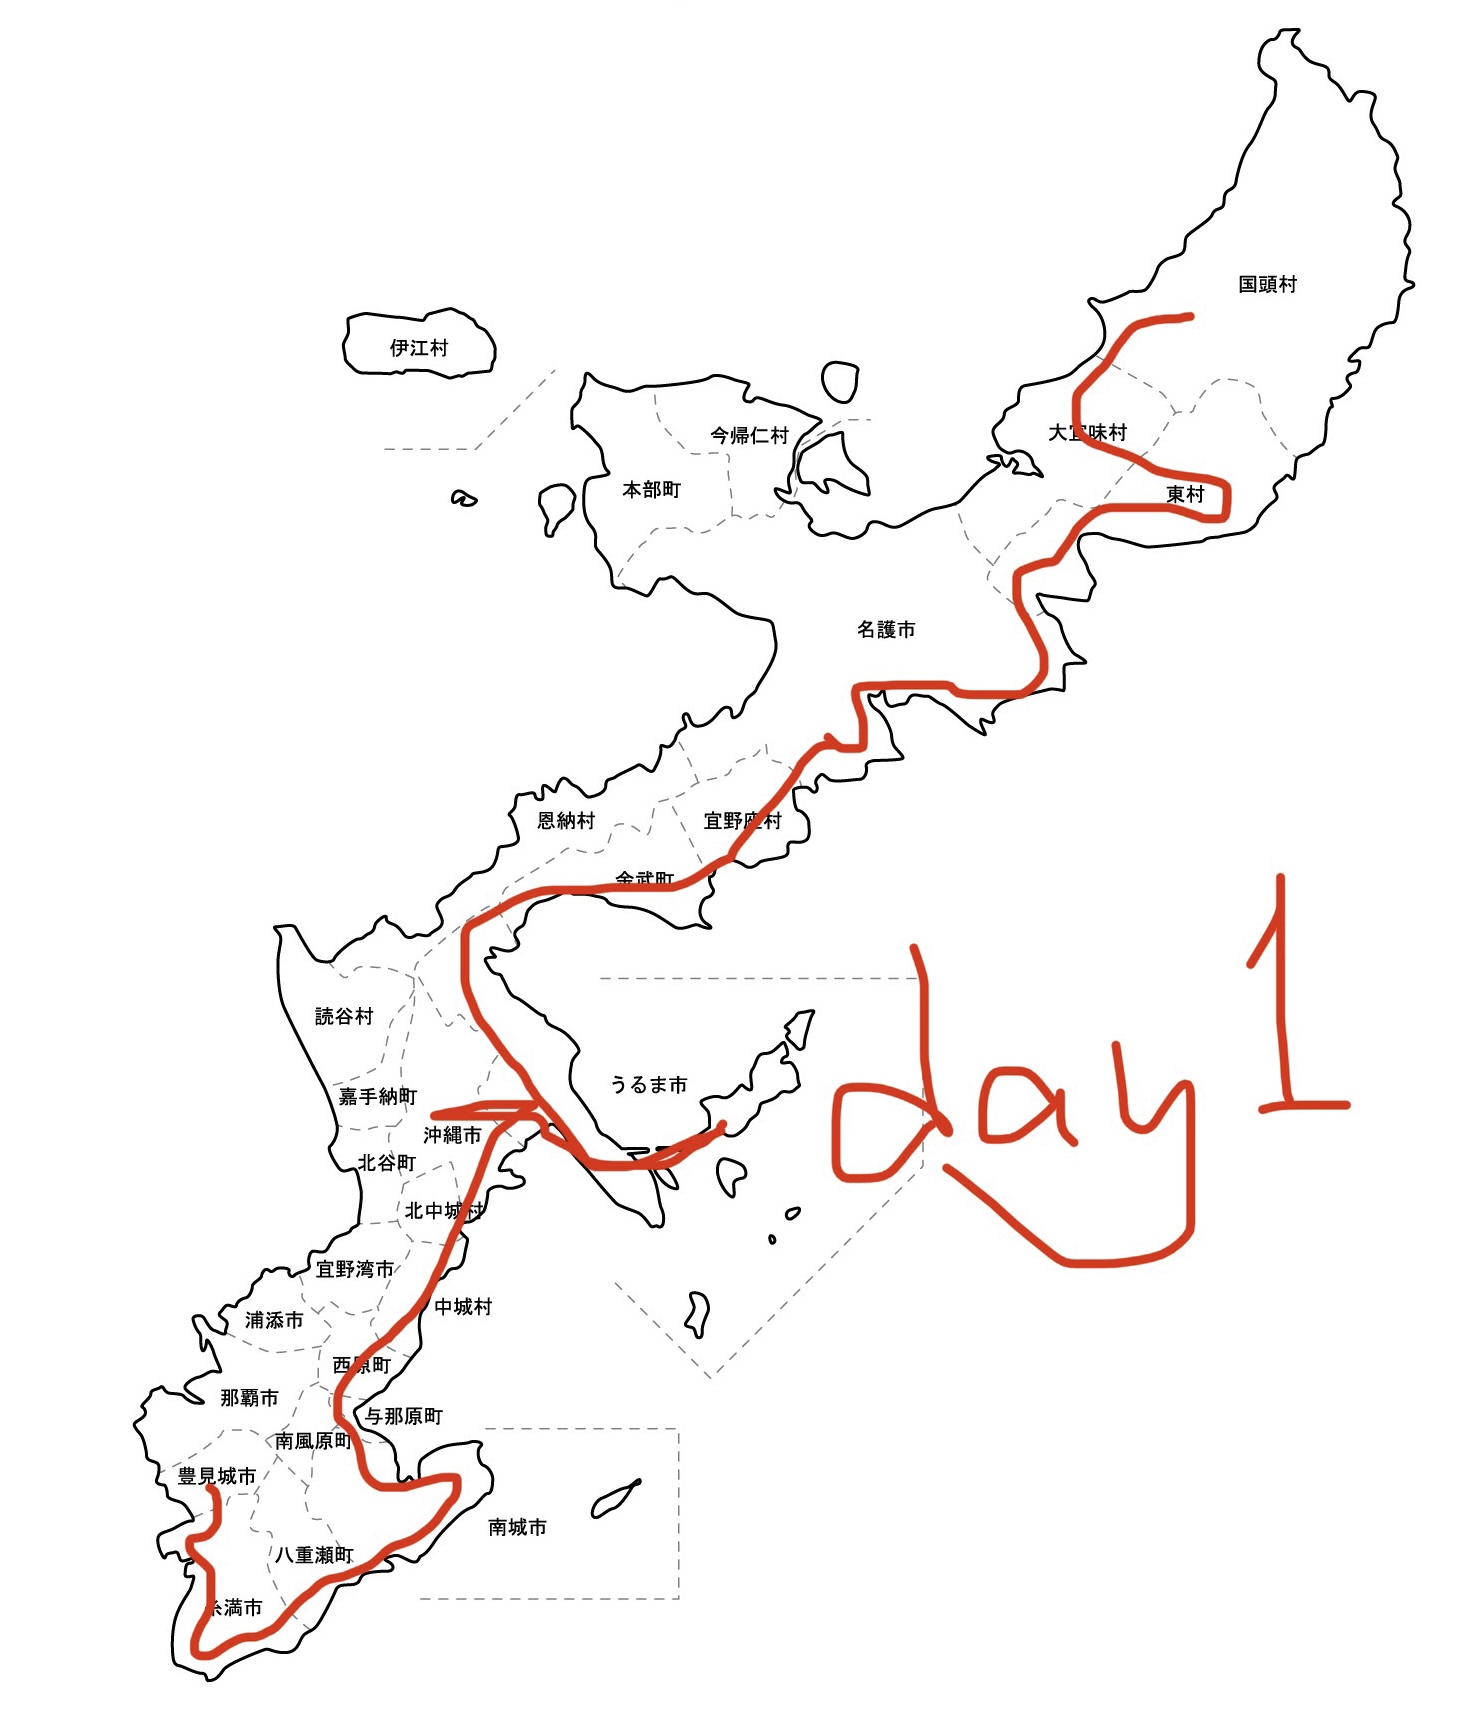 国頭村
伊江村
大宜味村
今帰仁村
本部町
東村
名護市
恩納村
宜野座村
金武町
day 1
読谷村
うるま市
嘉手納町
沖縄市
北谷町
北中城村
宜野湾市
中城村
浦添市
西原町
那覇市
与那原町
南風原町
豊見城市
南城市
八重瀬町
糸満市